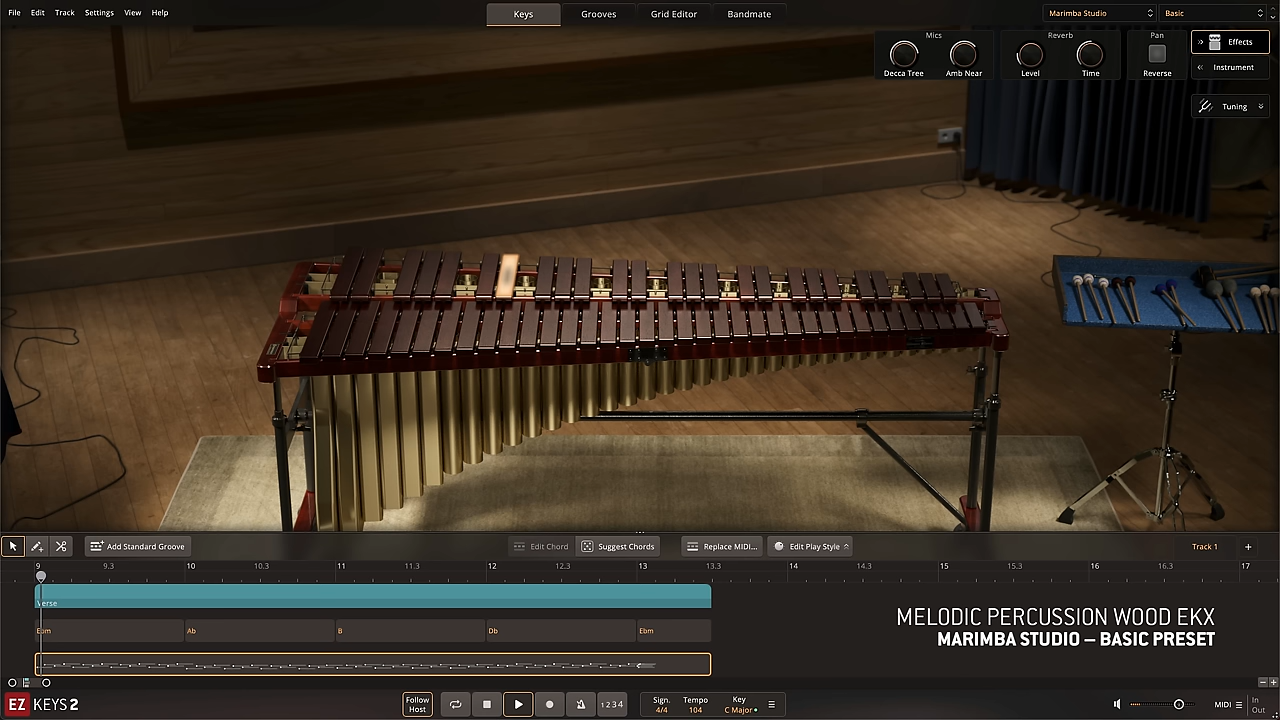 File Edit Track Settings View Help
Keys Grooves Grid Editor Bandmate
Marimba Studio Basic
Mics Reverb Pan
Effects
Decca Tree Amb Near Level Time Reverse
Instrument
Tuning
Add Standard Groove Edit Chord Suggest Chords Replace MIDI... Edit Play Style Track 1 +
9 9.3 10 10.3 11 11.3 12 12.3 13 13.3 14 14.3 15 15.3 16 16.3 17
Verse
Ebm Ab B Db Ebm
MELODIC PERCUSSION WOOD EKX
MARIMBA STUDIO – BASIC PRESET
EZ KEYS 2
Follow Host
1 2 3 4
Sign. Tempo Key
4/4 104 C Major
MIDI
In
Out